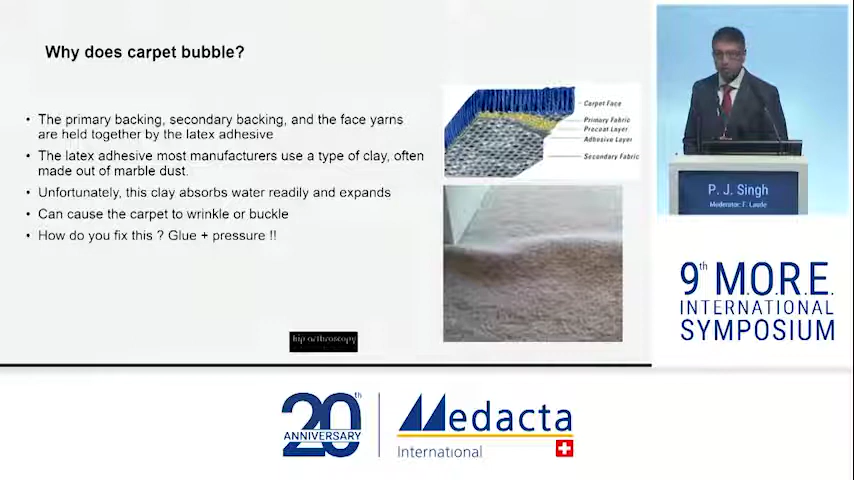 Why does carpet bubble?
• The primary backing, secondary backing, and the face yarns
are held together by the latex adhesive
• The latex adhesive most manufacturers use a type of clay, often
made out of marble dust.
• Unfortunately, this clay absorbs water readily and expands
• Can cause the carpet to wrinkle or buckle
• How do you fix this ? Glue + pressure !!
Carpet Face
Primary Fabric
Precoat Layer
Adhesive Layer
Secondary Fabric
hip arthroscopy
P. J. Singh
Moderator: F. Laude
9th M.O.R.E.
INTERNATIONAL
SYMPOSIUM
20th
ANNIVERSARY
Medacta
International